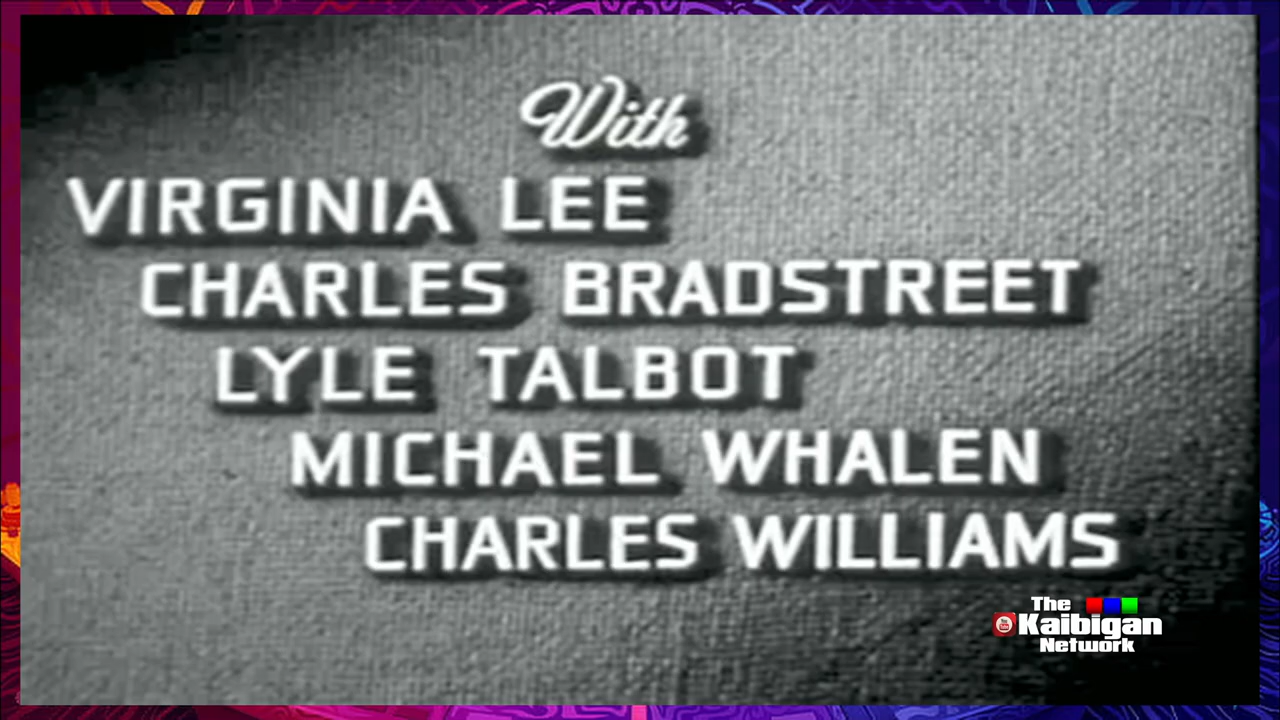 With
VIRGINIA LEE
CHARLES BRADSTREET
LYLE TALBOT
MICHAEL WHALEN
CHARLES WILLIAMS
The
Kaibigan
Network